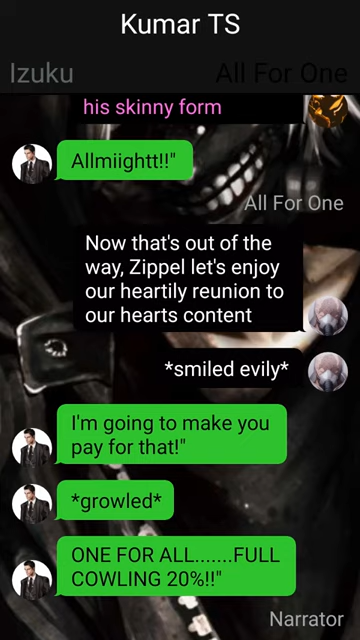 Kumar TS
Izuku
All For One
his skinny form
Allmiightt!!"
All For One
Now that's out of the
way, Zippel let's enjoy
our heartily reunion to
our hearts content
*smiled evily*
I'm going to make you
pay for that!"
*growled*
ONE FOR ALL.......FULL
COWLING 20%!!"
Narrator